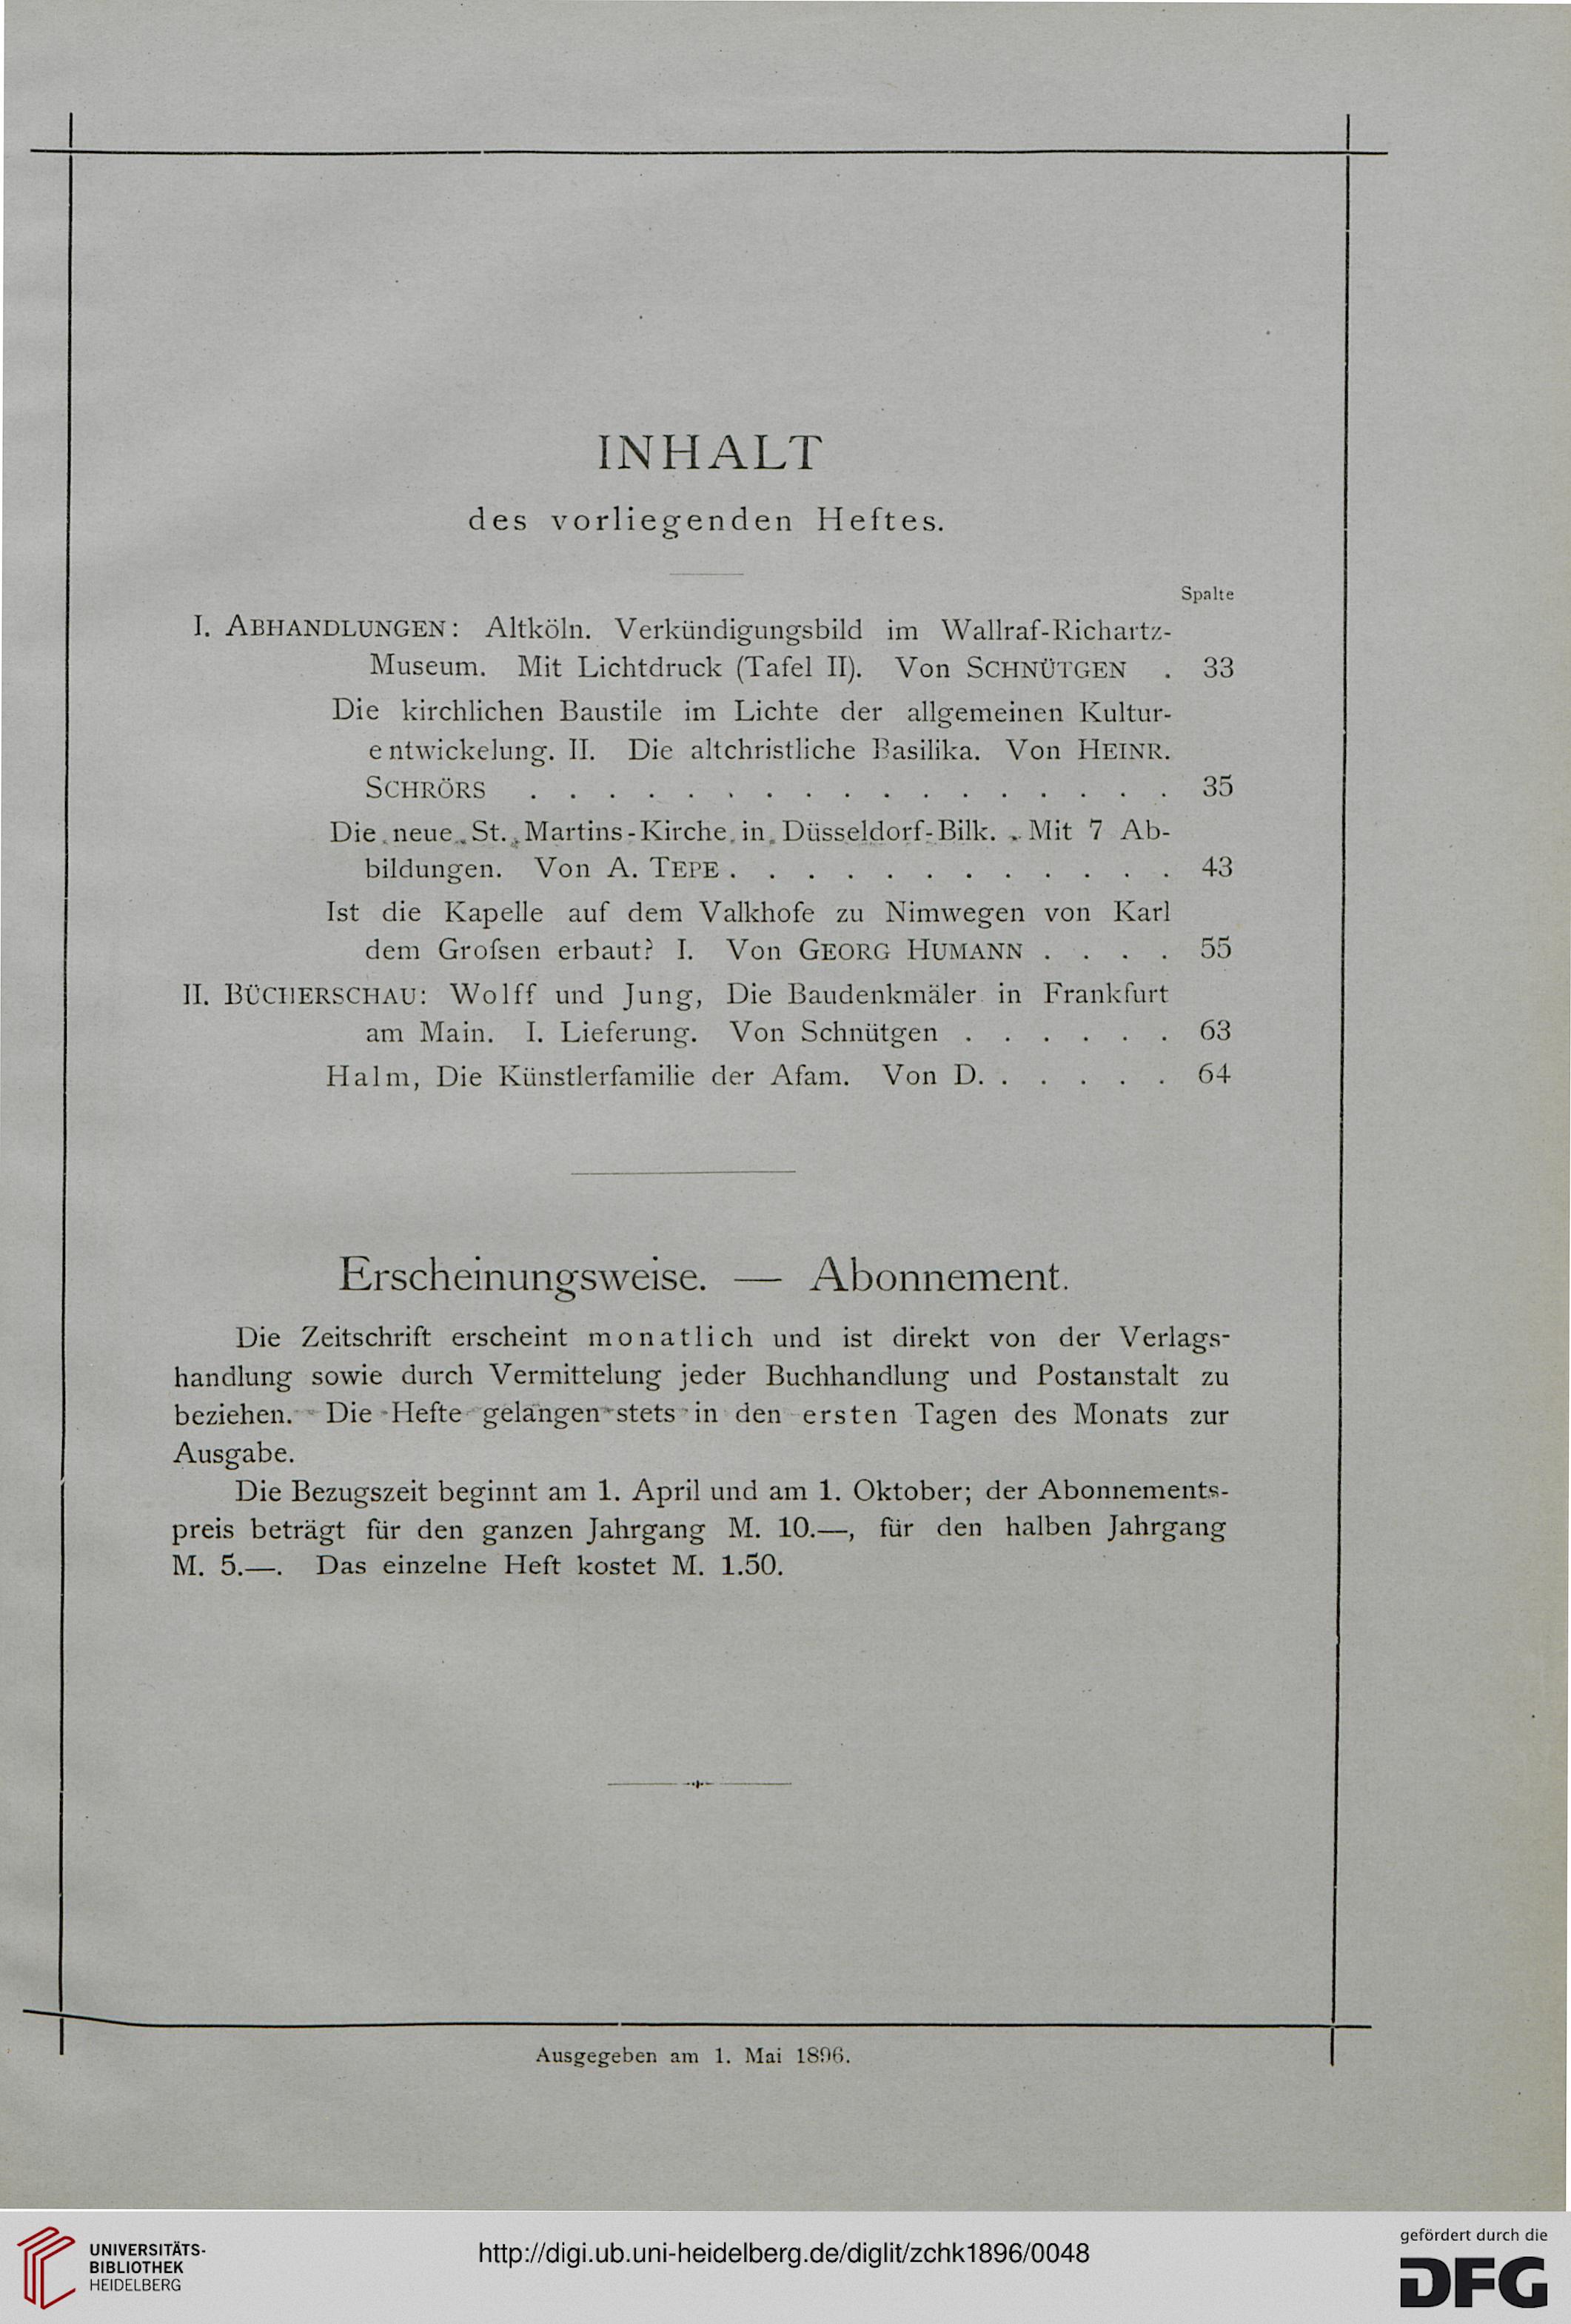 INHALT
des vorliegenden Heftes.
Spalte
I. ABHANDLUNGEN: Altköln. Verkündigungsbild im Wallraf-Richartz-
Museum. Mit Lichtdruck (Tafel II). Von SCHNÜTGEN . 33
Die kirchlichen Baustile im Lichte der allgemeinen Kultur-
entwickelung. II. Die altchristliche Basilika. Von HEINR.
SCHRÖRS . . . . . . . . . . . . . . . . . 35
Die neue St. Martins-Kirche in Düsseldorf-Bilk. Mit 7 Ab-
bildungen. Von A. TEPE . . . . . . . . . . . . 43
Ist die Kapelle auf dem Valkhofe zu Nimwegen von Karl
dem Grofsen erbaut? I. Von GEORG HUMANN . . . . 55
II. BÜCHERSCHAU: Wolff und Jung, Die Baudenkmäler in Frankfurt
am Main. I. Lieferung. Von Schnütgen . . . . . . 63
Halm, Die Künstlerfamilie der Afam. Von D. . . . . . 64
Erscheinungsweise. — Abonnement.
Die Zeitschrift erscheint monatlich und ist direkt von der Verlags-
handlung sowie durch Vermittelung jeder Buchhandlung und Postanstalt zu
beziehen. Die Hefte gelangen stets in den ersten Tagen des Monats zur
Ausgabe.
Die Bezugszeit beginnt am 1. April und am 1. Oktober; der Abonnements-
preis beträgt für den ganzen Jahrgang M. 10.—, für den halben Jahrgang
M. 5.—. Das einzelne Heft kostet M. 1.50.
Ausgegeben am 1. Mai 1896.
UNIVERSITÄTS-
BIBLIOTHEK
HEIDELBERG
http://digi.ub.uni-heidelberg.de/diglit/zchk1896/0048
gefördert durch die
DFG